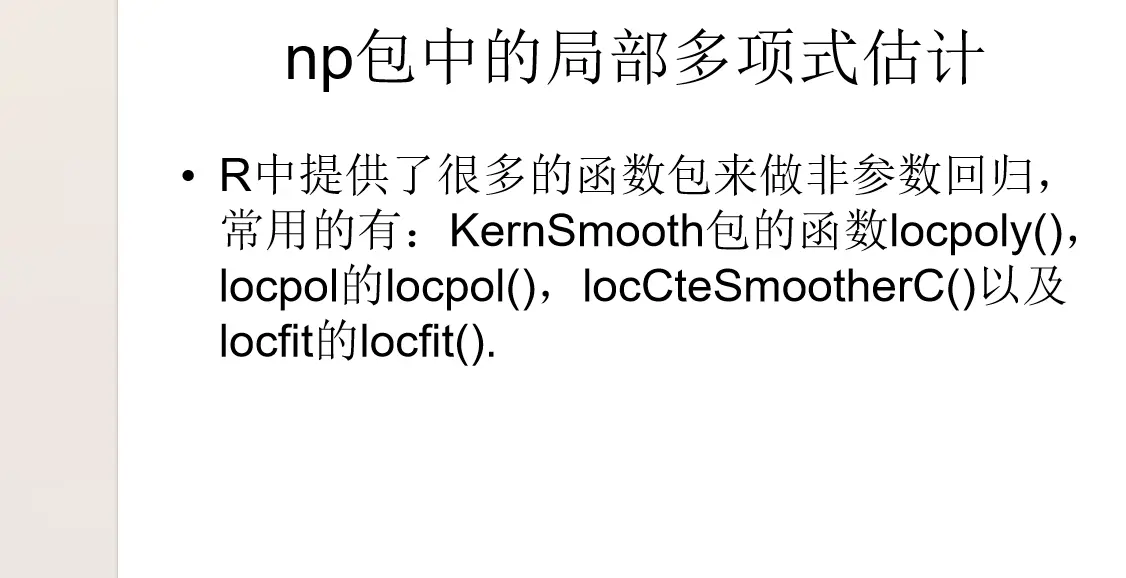 np包中的局部多项式估计
• R中提供了很多的函数包来做非参数回归，
常用的有：KernSmooth包的函数locpoly()，
locpol的locpol()，locCteSmootherC()以及
locfit的locfit().